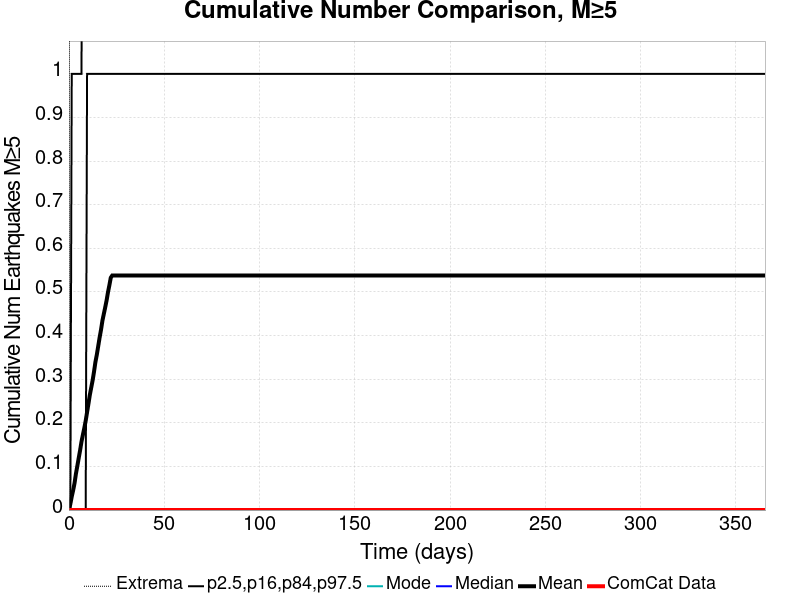 Cumulative Number Comparison, M≥5
Cumulative Num Earthquakes M≥5
1
0.9
0.8
0.7
0.6
0.5
0.4
0.3
0.2
0.1
0
0 50 100 150 200 250 300 350
Time (days)
Extrema p2.5,p16,p84,p97.5 Mode Median Mean ComCat Data